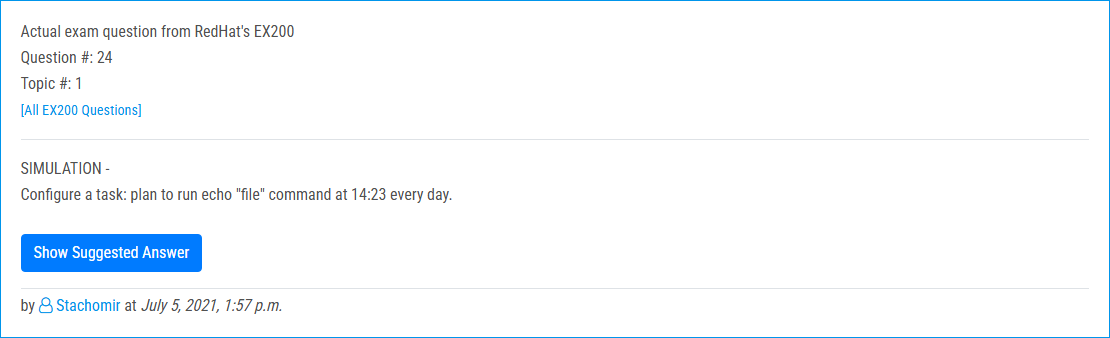 Actual exam question from RedHat's EX200
Question #: 24
Topic #: 1
[All EX200 Questions]
SIMULATION -
Configure a task: plan to run echo "file" command at 14:23 every day.
Show Suggested Answer
by Stachomir at July 5, 2021, 1:57 p.m.